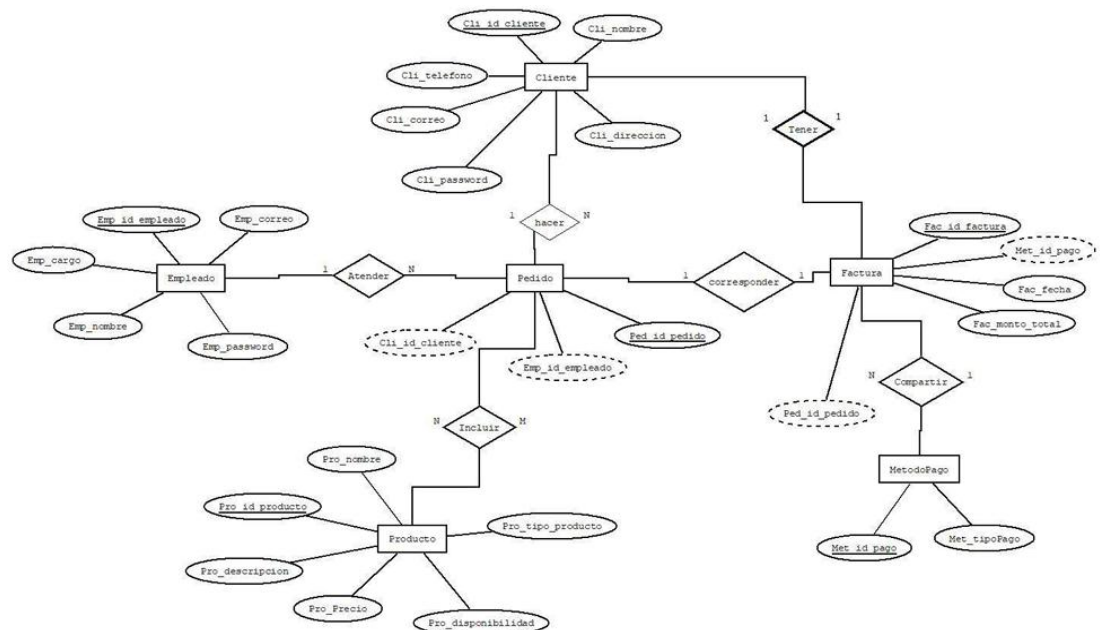 Cli_id_cliente
Cli_nombre
Cli_telefono
Cliente
Cli_correo
Cli_direccion
Cli_password
1
Tener
1
1
hacer
N
Emp_id_empleado
Emp_correo
Emp_cargo
Empleado
Emp_nombre
Emp_password
1
Atender
N
Pedido
Cli_id_cliente
Emp_id_empleado
Ped_id_pedido
1
corresponder
1
Factura
Fac_id_factura
Met_id_pago
Fac_fecha
Fac_monto_total
Ped_id_pedido
N
Compartir
1
MetodoPago
Met_id_pago
Met_tipoPago
N
Incluir
M
Pro_nombre
Pro_id_producto
Pro_tipo_producto
Producto
Pro_descripcion
Pro_Precio
Pro_disponibilidad